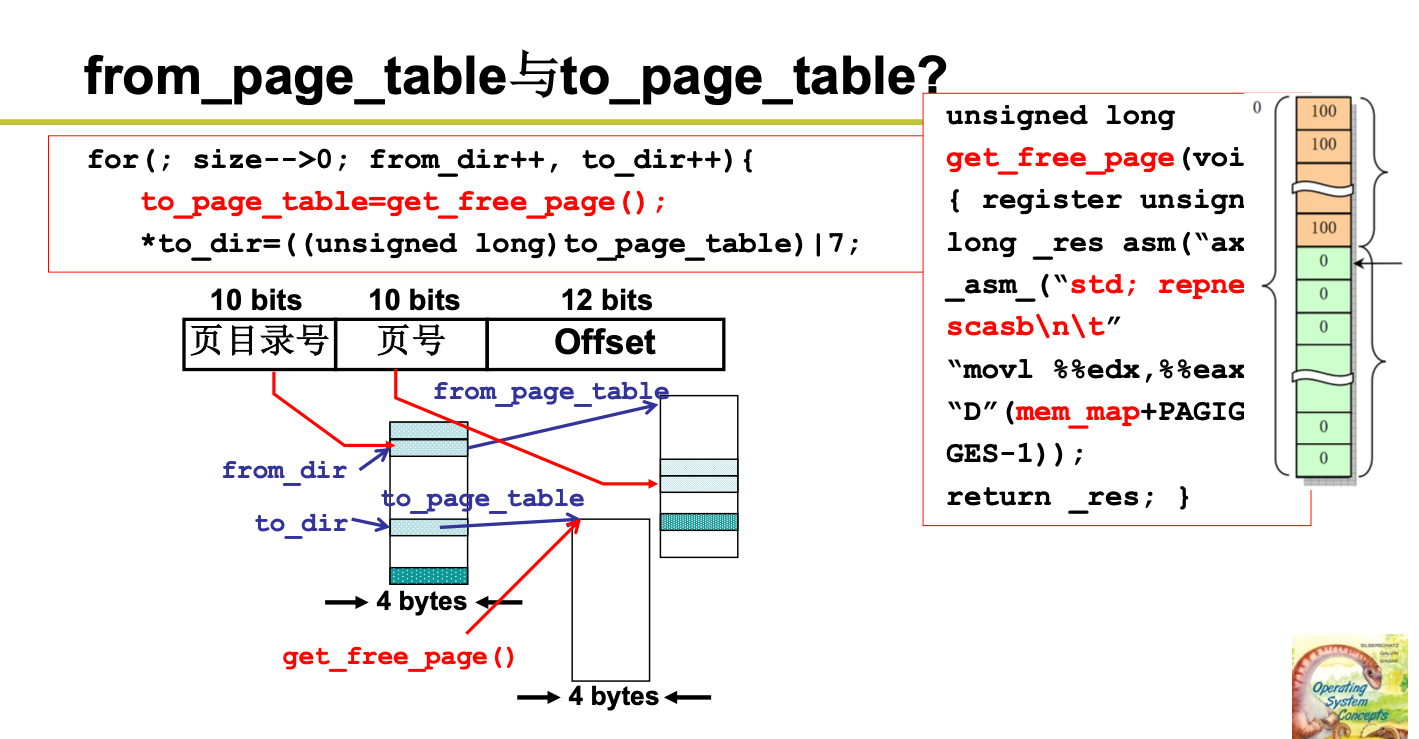 from_page_table与to_page_table?
for(; size-->0; from_dir++, to_dir++){
to_page_table=get_free_page();
*to_dir=((unsigned long)to_page_table)|7;
10 bits 10 bits 12 bits
页目录号 页号 Offset
from_page_table
from_dir
to_page_table
to_dir
4 bytes
get_free_page()
4 bytes
unsigned long
get_free_page(voi
{ register unsign
long _res asm(“ax
_asm_(“std; repne
scasb\n\t”
“movl %%edx,%%eax
“D”(mem_map+PAGIG
GES-1));
return _res; }
0
100
100
100
0
0
0
0
0
SILBERSCHATZ
GALVIN
GAGNE
Operating
System
Concepts